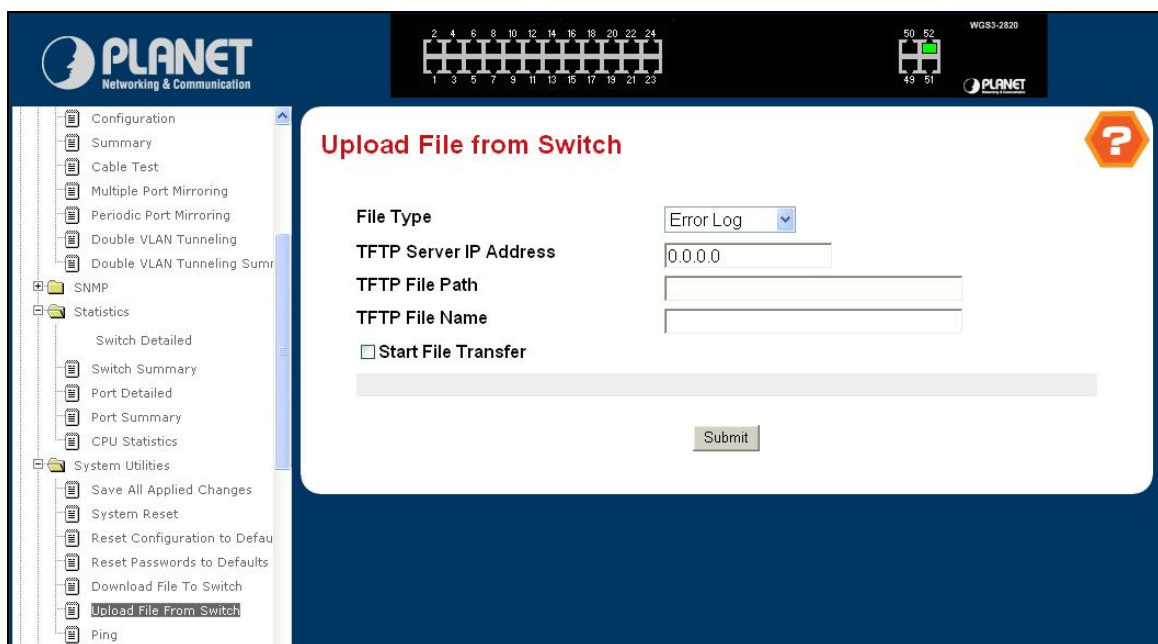 PLANET
Networking & Communication
2 4 6 8 10 12 14 16 18 20 22 24
1 3 5 7 9 11 13 15 17 19 21 23
50 52
49 51
WGS3-2820
PLANET
Configuration
Summary
Cable Test
Multiple Port Mirroring
Periodic Port Mirroring
Double VLAN Tunneling
Double VLAN Tunneling Sum
SNMP
Statistics
Switch Detailed
Switch Summary
Port Detailed
Port Summary
CPU Statistics
System Utilities
Save All Applied Changes
System Reset
Reset Configuration to Defau
Reset Passwords to Defaults
Download File To Switch
Upload File From Switch
Ping
Upload File from Switch
?
File Type
Error Log
TFTP Server IP Address
0.0.0.0
TFTP File Path
TFTP File Name
Start File Transfer
Submit